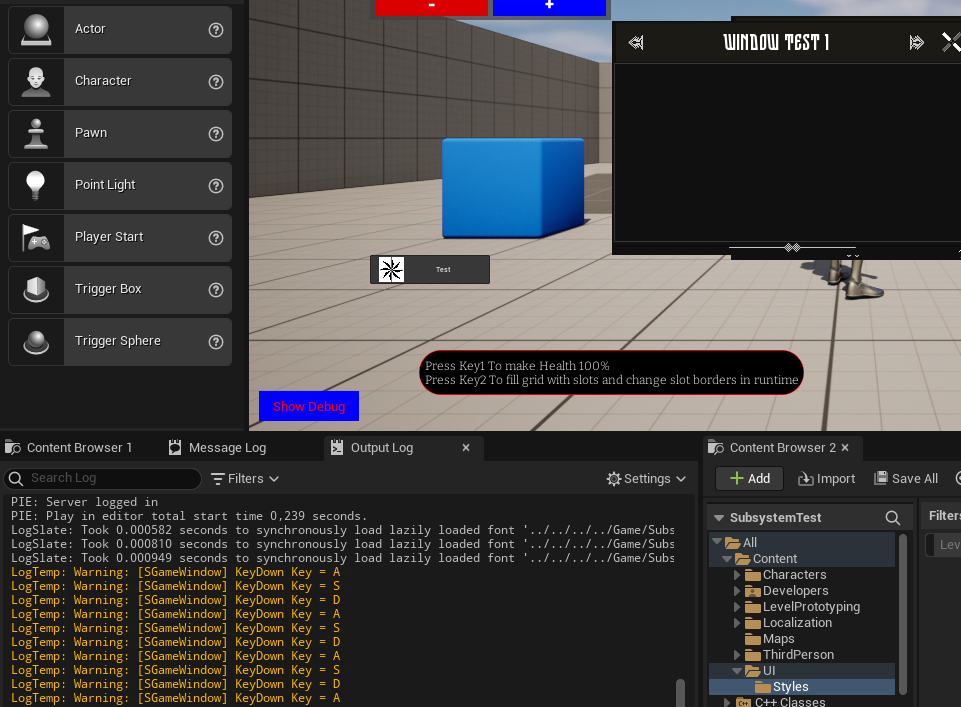 - +
Actor
Character
Pawn
Point Light
Player Start
Trigger Box
Trigger Sphere
WINDOW TEST 1
Test
Press Key1 To make Health 100%
Press Key2 To fill grid with slots and change slot borders in runtime
Show Debug
Content Browser 1 Message Log Output Log
Search Log Filters Settings
PIE: Server logged in
PIE: Play in editor total start time 0,239 seconds.
LogSlate: Took 0.000582 seconds to synchronously load lazily loaded font '../../../../Game/Subs
LogSlate: Took 0.000810 seconds to synchronously load lazily loaded font '../../../../Game/Subs
LogSlate: Took 0.000949 seconds to synchronously load lazily loaded font '../../../../Game/Subs
LogTemp: Warning: [SGameWindow] KeyDown Key = A
LogTemp: Warning: [SGameWindow] KeyDown Key = S
LogTemp: Warning: [SGameWindow] KeyDown Key = D
LogTemp: Warning: [SGameWindow] KeyDown Key = A
LogTemp: Warning: [SGameWindow] KeyDown Key = S
LogTemp: Warning: [SGameWindow] KeyDown Key = D
LogTemp: Warning: [SGameWindow] KeyDown Key = A
LogTemp: Warning: [SGameWindow] KeyDown Key = S
LogTemp: Warning: [SGameWindow] KeyDown Key = D
LogTemp: Warning: [SGameWindow] KeyDown Key = A
Content Browser 2
Add Import Save All
SubsystemTest
All
Content
Characters
Developers
LevelPrototyping
Localization
Maps
ThirdPerson
UI
Styles
C++ Classes
Filters
Lev